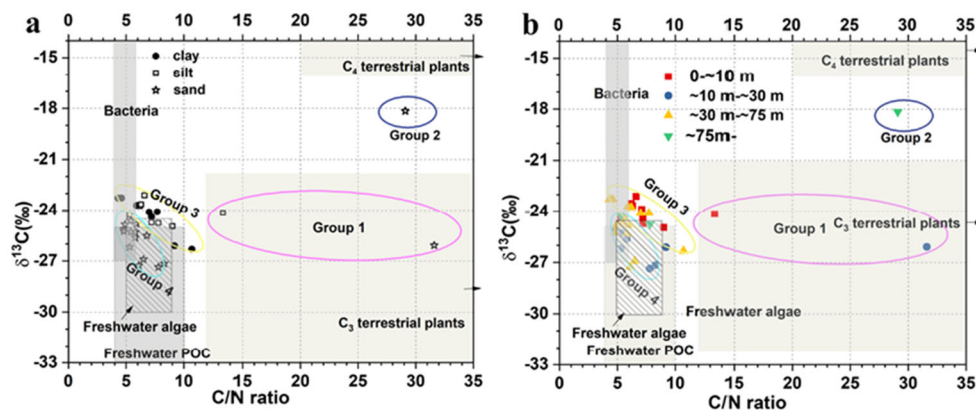 a
0 5 10 15 20 25 30 35
-14
-15
-18
-21
-24
-27
-30
-33
δ¹³C(‰)
clay
silt
sand
C₄ terrestrial plants
Bacteria
Group 2
Group 3
Group 1
Group 4
Freshwater algae
C₃ terrestrial plants
Freshwater POC
0 5 10 15 20 25 30 35
C/N ratio
b
0 5 10 15 20 25 30 35
-14
-15
-18
-21
-24
-27
-30
-33
δ¹³C(‰)
0-~10 m
~10 m-~30 m
~30 m-~75 m
~75m-
C₄ terrestrial plants
Bacteria
Group 2
Group 3
Group 1
C₃ terrestrial plants
Group 4
Freshwater algae
Freshwater algae
Freshwater POC
0 5 10 15 20 25 30 35
C/N ratio